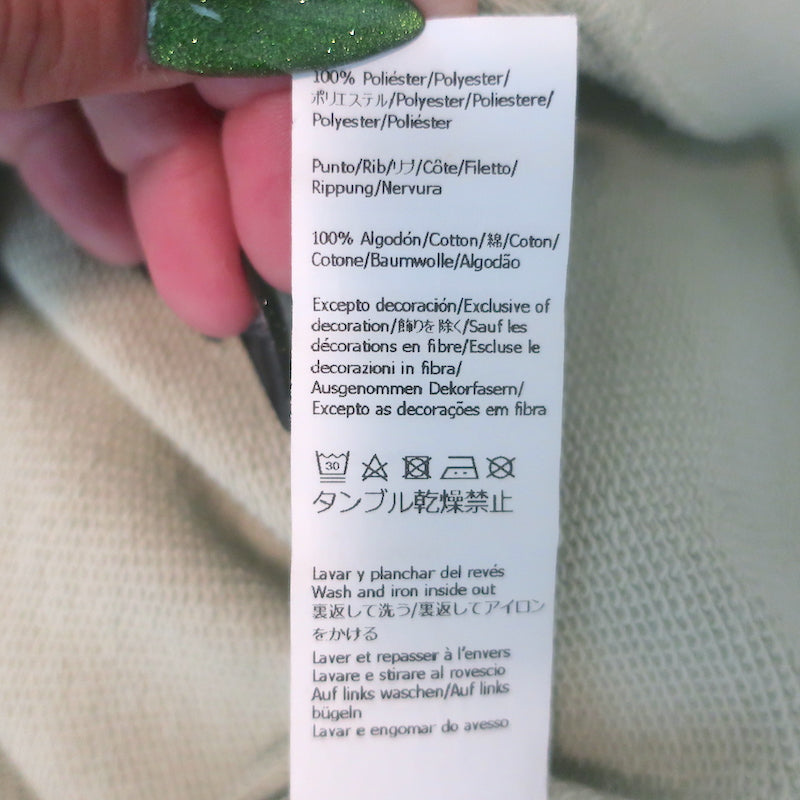 100% Poliéster/Polyester/
ポリエステル/Polyester/Poliestere/
Polyester/Poliéster
Punto/Rib/リブ/Côte/Filetto/
Rippung/Nervura
100% Algodón/Cotton/綿/Coton/
Cotone/Baumwolle/Algodão
Excepto decoración/Exclusive of
decoration/飾りを除く/Sauf les
décorations en fibre/Escluse le
decorazioni in fibra/
Ausgenommen Dekorfasern/
Excepto as decorações em fibra
30
タンブル乾燥禁止
Lavar y planchar del revés
Wash and iron inside out
裏返して洗う/裏返してアイロン
をかける
Laver et repasser à l'envers
Lavare e stirare al rovescio
Auf links waschen/Auf links
bügeln
Lavar e engomar do avesso